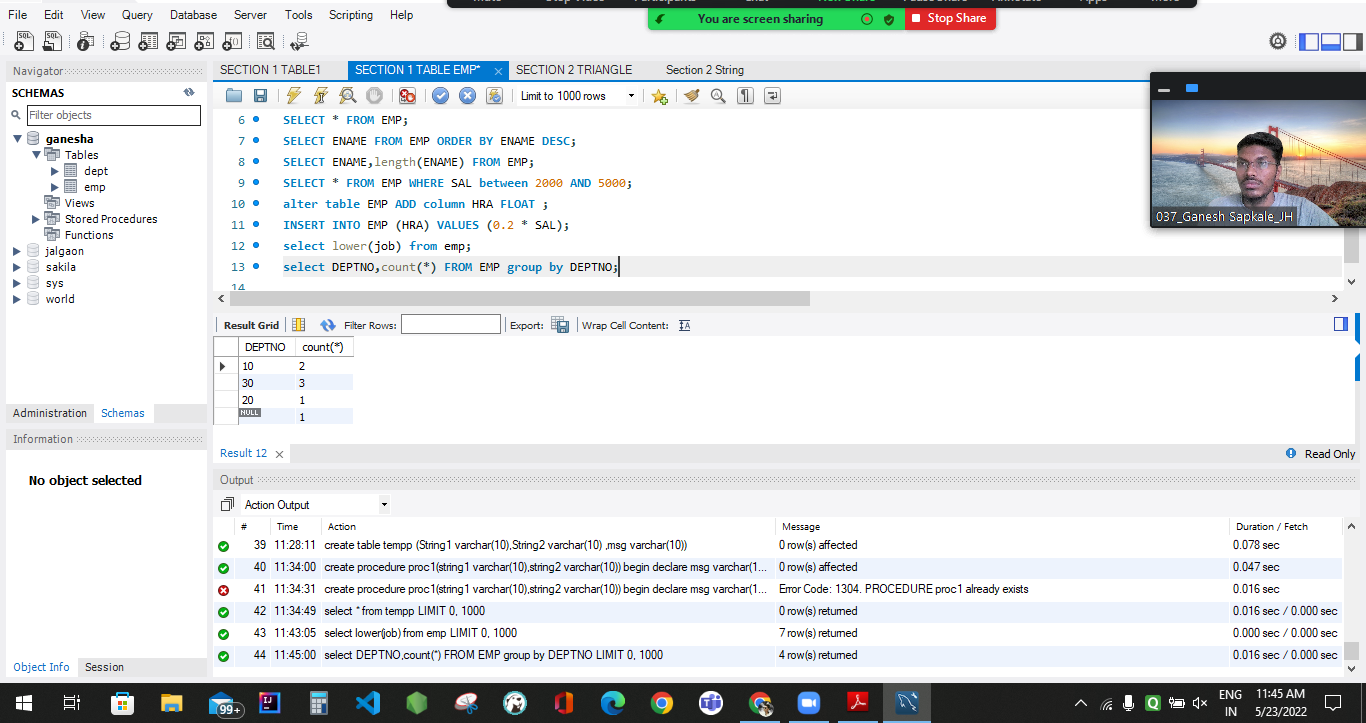 You are screen sharing
Stop Share
File Edit View Query Database Server Tools Scripting Help
Navigator
SCHEMAS
Filter objects
ganesha
Tables
dept
emp
Views
Stored Procedures
Functions
jalgaon
sakila
sys
world
Administration Schemas
Information
No object selected
Object Info Session
SECTION 1 TABLE1 SECTION 1 TABLE EMP* SECTION 2 TRIANGLE Section 2 String
Limit to 1000 rows
6 SELECT * FROM EMP;
7 SELECT ENAME FROM EMP ORDER BY ENAME DESC;
8 SELECT ENAME,length(ENAME) FROM EMP;
9 SELECT * FROM EMP WHERE SAL between 2000 AND 5000;
10 alter table EMP ADD column HRA FLOAT ;
11 INSERT INTO EMP (HRA) VALUES (0.2 * SAL);
12 select lower(job) from emp;
13 select DEPTNO,count(*) FROM EMP group by DEPTNO;
14
037_Ganesh Sapkale_JH
Result Grid Filter Rows: Export: Wrap Cell Content:
DEPTNO count(*)
10 2
30 3
20 1
NULL 1
Result 12 Read Only
Output
Action Output
# Time Action Message Duration / Fetch
39 11:28:11 create table tempp (String1 varchar(10),String2 varchar(10) ,msg varchar(10)) 0 row(s) affected 0.078 sec
40 11:34:00 create procedure proc1(string1 varchar(10),string2 varchar(10)) begin declare msg varchar(1... 0 row(s) affected 0.047 sec
41 11:34:31 create procedure proc1(string1 varchar(10),string2 varchar(10)) begin declare msg varchar(1... Error Code: 1304. PROCEDURE proc1 already exists 0.016 sec
42 11:34:49 select * from tempp LIMIT 0, 1000 0 row(s) returned 0.016 sec / 0.000 sec
43 11:43:05 select lower(job) from emp LIMIT 0, 1000 7 row(s) returned 0.000 sec / 0.000 sec
44 11:45:00 select DEPTNO,count(*) FROM EMP group by DEPTNO LIMIT 0, 1000 4 row(s) returned 0.016 sec / 0.000 sec
99+
ENG 11:45 AM
IN 5/23/2022